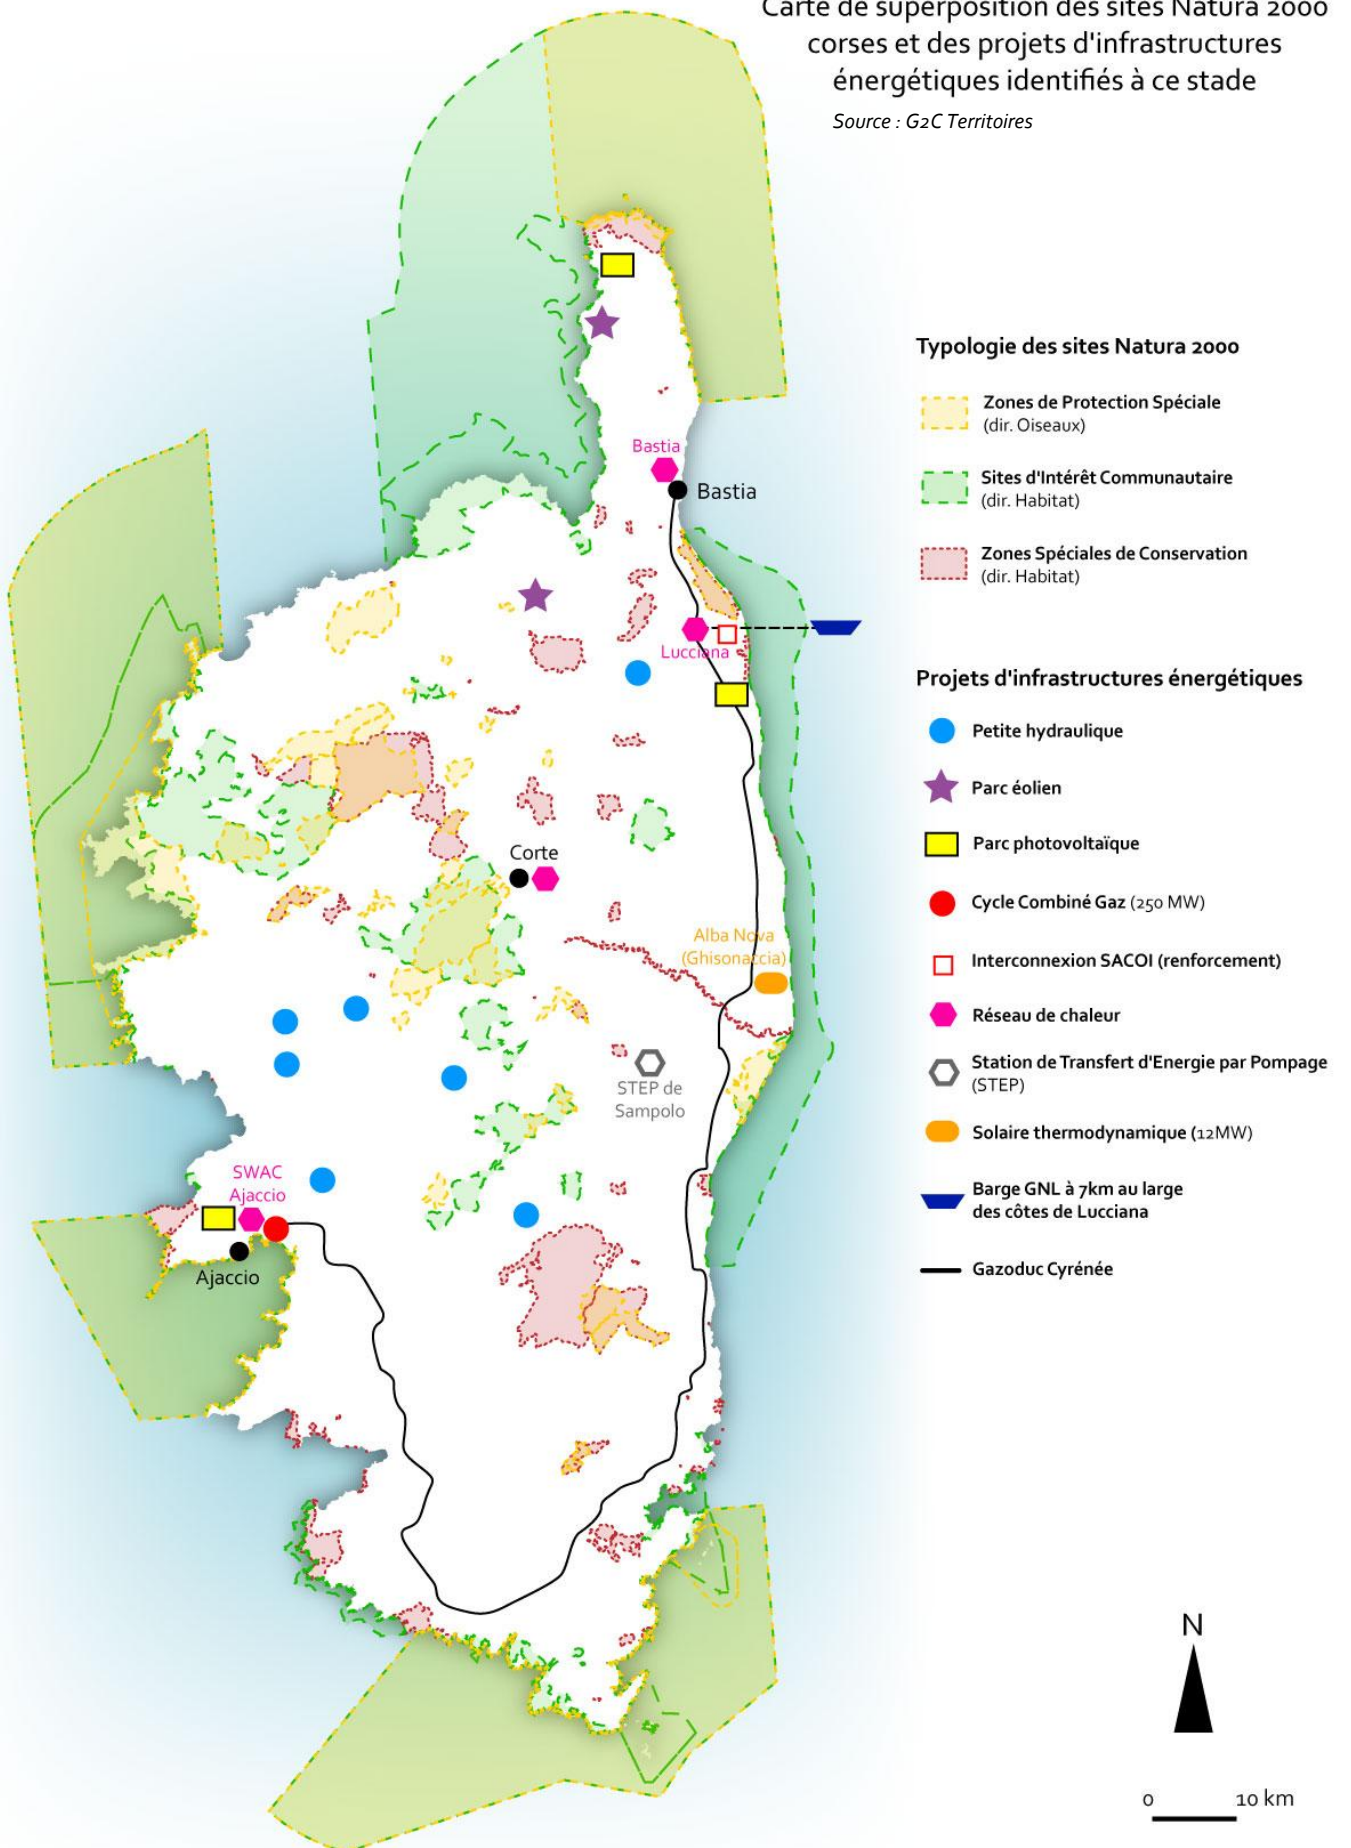 Carte de superposition des sites Natura 2000
corses et des projets d'infrastructures
énergétiques identifiés à ce stade
Source : G2C Territoires
Typologie des sites Natura 2000
Zones de Protection Spéciale
(dir. Oiseaux)
Sites d'Intérêt Communautaire
(dir. Habitat)
Zones Spéciales de Conservation
(dir. Habitat)
Projets d'infrastructures énergétiques
Petite hydraulique
Parc éolien
Parc photovoltaïque
Cycle Combiné Gaz (250 MW)
Interconnexion SACOI (renforcement)
Réseau de chaleur
Station de Transfert d'Energie par Pompage
(STEP)
Solaire thermodynamique (12MW)
Barge GNL à 7km au large
des côtes de Lucciana
Gazoduc Cyrénée
Bastia
Bastia
Lucciana
Corte
Alba Nova
(Ghisonaccia)
STEP de
Sampolo
SWAC
Ajaccio
Ajaccio
N
0 10 km